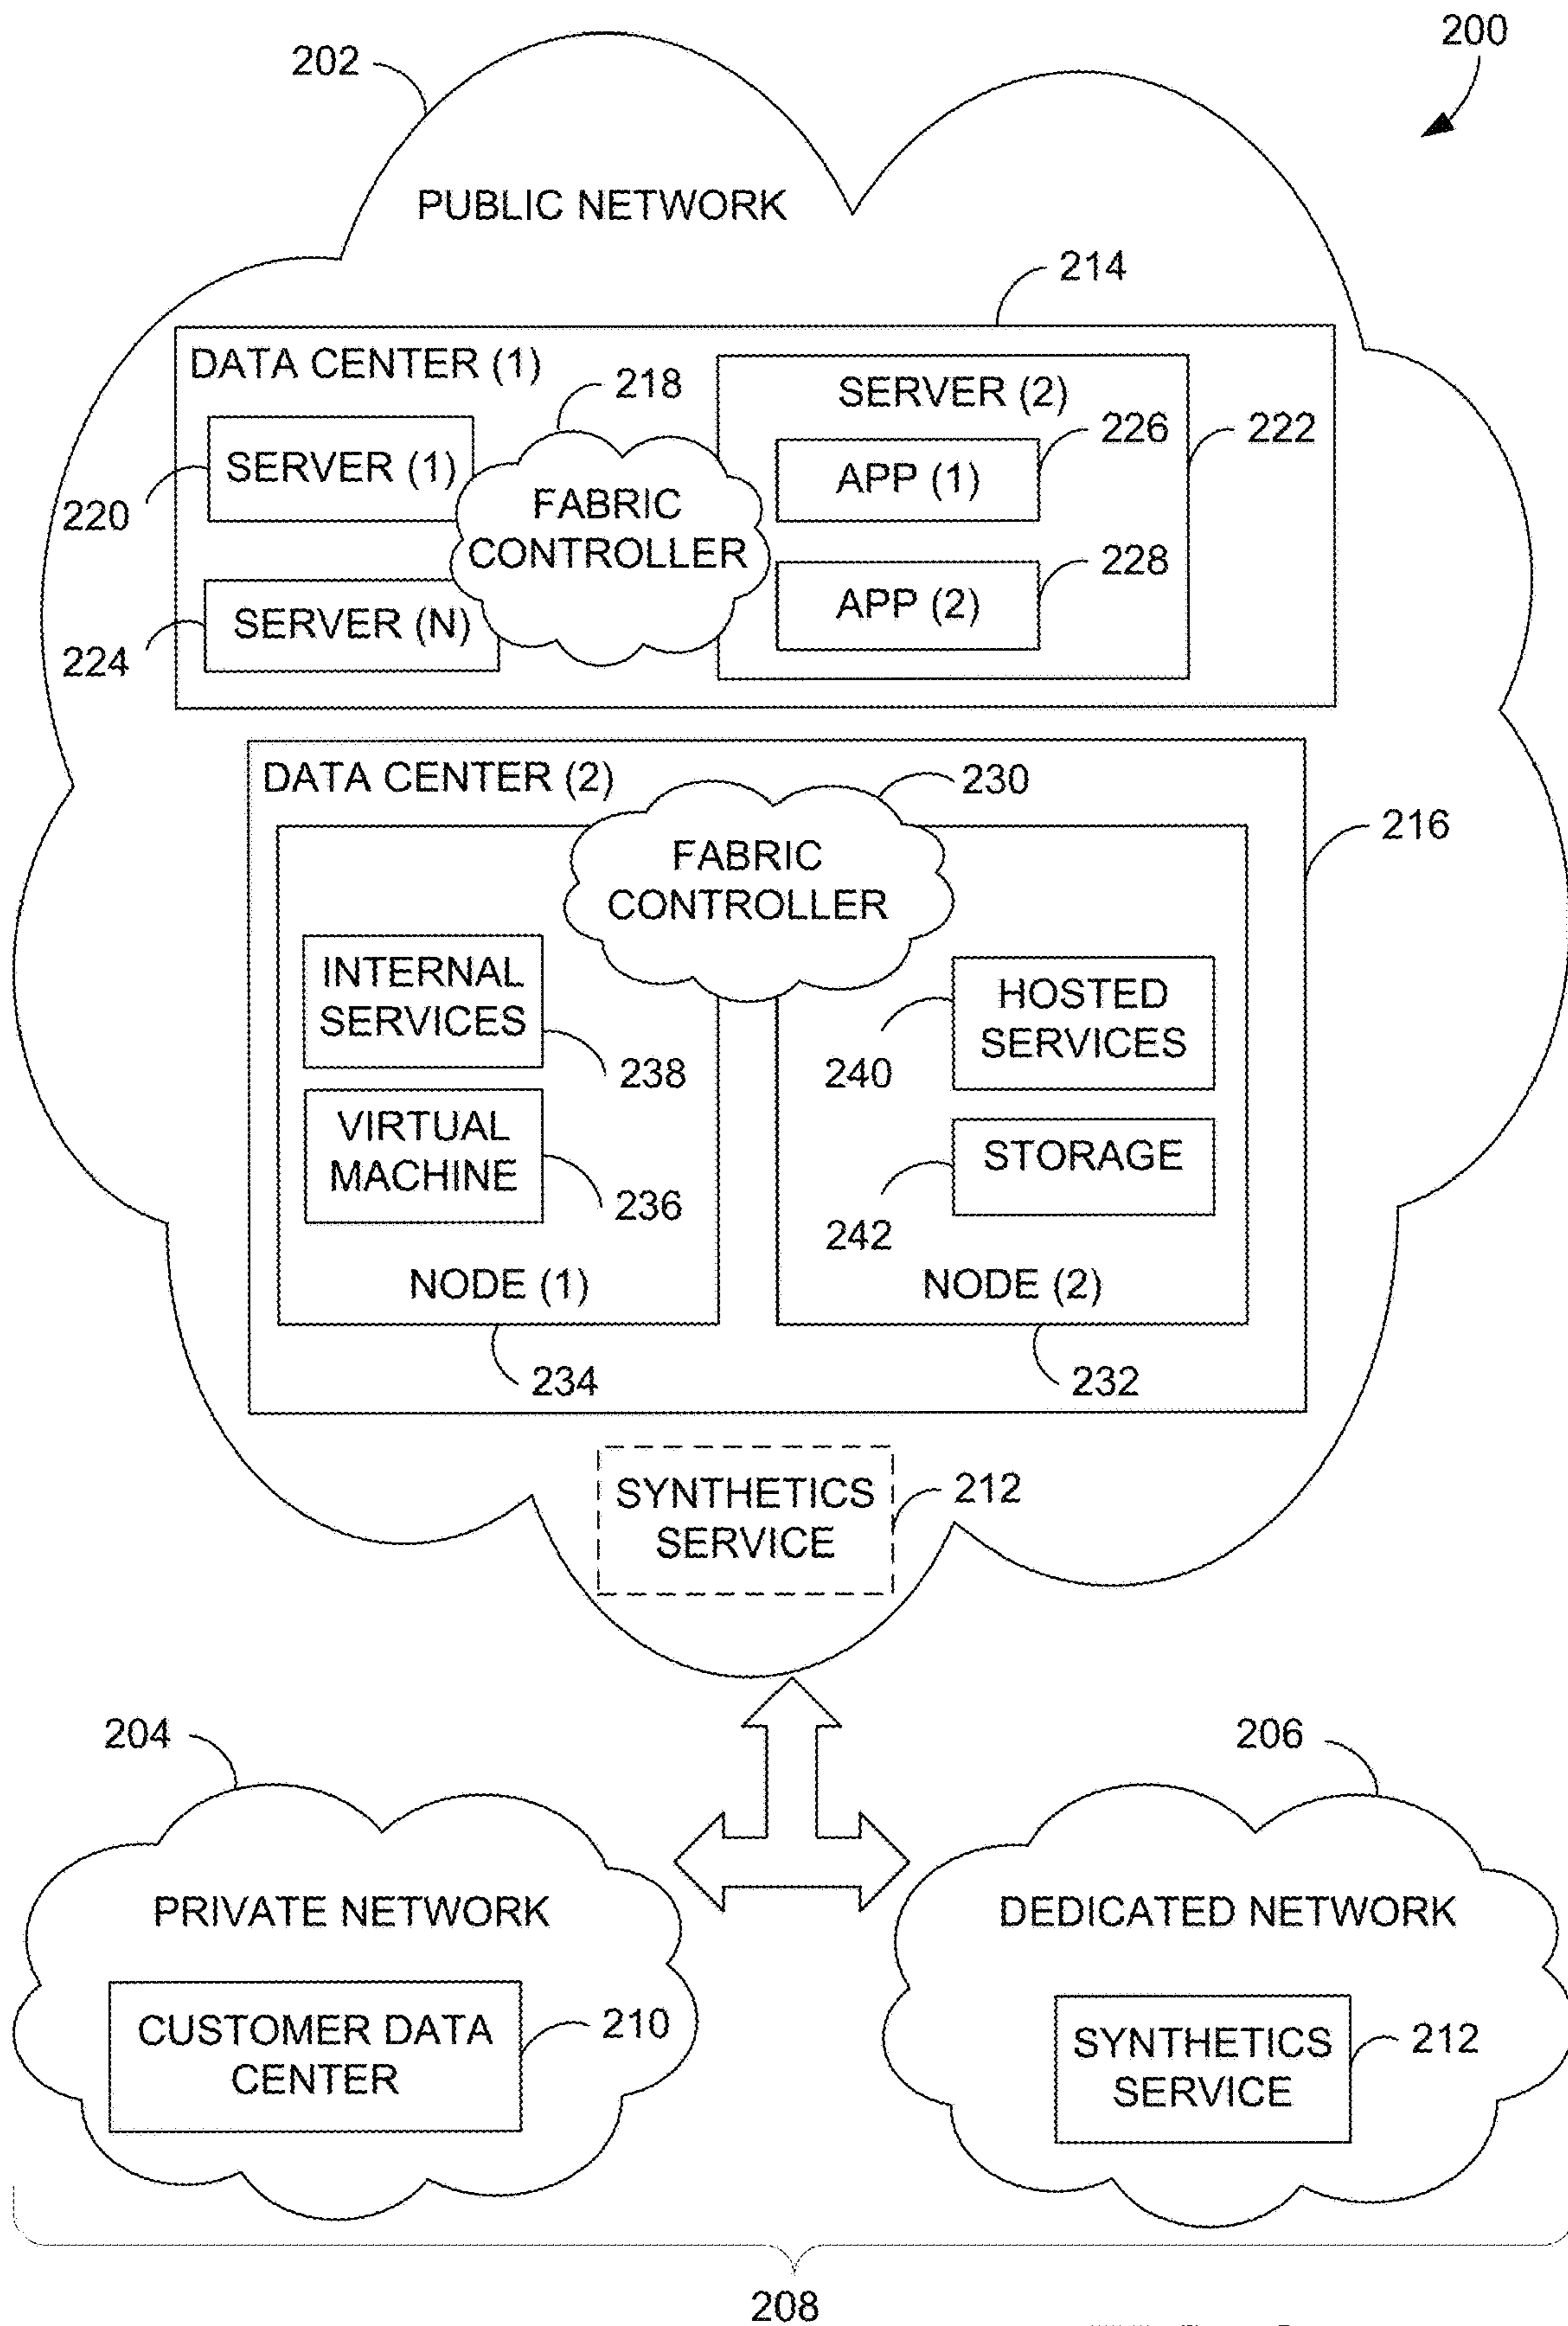 200
202
PUBLIC NETWORK
214
DATA CENTER (1)
218
SERVER (2)
226
222
SERVER (1)
APP (1)
220
FABRIC
CONTROLLER
228
APP (2)
SERVER (N)
224
DATA CENTER (2)
230
216
FABRIC
CONTROLLER
INTERNAL
SERVICES
238
HOSTED
SERVICES
240
VIRTUAL
MACHINE
236
STORAGE
242
NODE (1)
NODE (2)
234
232
SYNTHETICS
SERVICE
212
204
206
PRIVATE NETWORK
DEDICATED NETWORK
CUSTOMER DATA
CENTER
210
SYNTHETICS
SERVICE
212
208